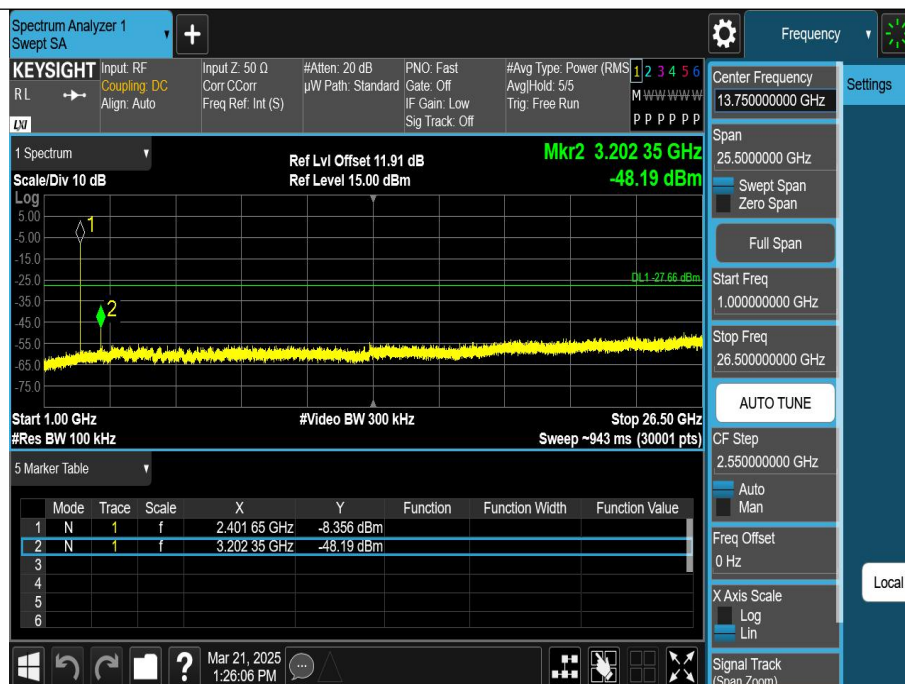 Spectrum Analyzer 1
Swept SA
+
Frequency
KEYSIGHT
RL
LXI
Input: RF
Coupling: DC
Align: Auto
Input Z: 50 Ω
Corr CCorr
Freq Ref: Int (S)
#Atten: 20 dB
µW Path: Standard
PNO: Fast
Gate: Off
IF Gain: Low
Sig Track: Off
#Avg Type: Power (RMS
Avg|Hold: 5/5
Trig: Free Run
1 2 3 4 5 6
M W W W W W
P P P P P P
1 Spectrum
Scale/Div 10 dB
Ref Lvl Offset 11.91 dB
Ref Level 15.00 dBm
Mkr2 3.202 35 GHz
-48.19 dBm
Log
5.00
-5.00
-15.0
-25.0
-35.0
-45.0
-55.0
-65.0
-75.0
1
2
DL1 -27.66 dBm
Start 1.00 GHz
#Res BW 100 kHz
#Video BW 300 kHz
Stop 26.50 GHz
Sweep ~943 ms (30001 pts)
5 Marker Table
Mode Trace Scale X Y Function Function Width Function Value
1 N 1 f 2.401 65 GHz -8.356 dBm
2 N 1 f 3.202 35 GHz -48.19 dBm
3
4
5
6
?
Mar 21, 2025
1:26:06 PM
Center Frequency
13.750000000 GHz
Settings
Span
25.5000000 GHz
Swept Span
Zero Span
Full Span
Start Freq
1.000000000 GHz
Stop Freq
26.500000000 GHz
AUTO TUNE
CF Step
2.550000000 GHz
Auto
Man
Freq Offset
0 Hz
Local
X Axis Scale
Log
Lin
Signal Track
(Span Zoom)